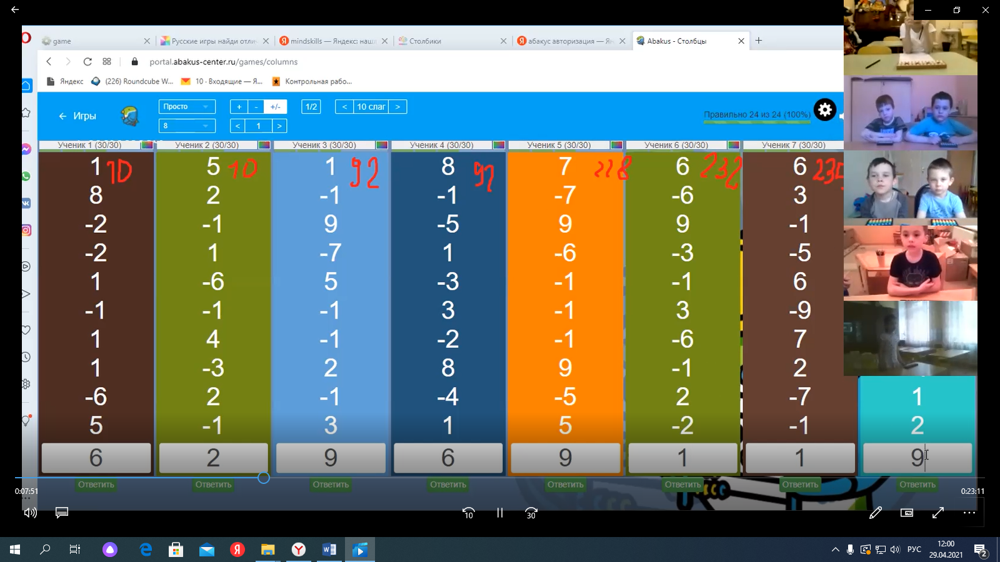 game
Русские игры найди отли
mindskills — Яндекс: наш
Столбики
абакус авторизация — Ян
Abakus - Столбцы
portal.abakus-center.ru/games/columns
Яндекс
(226) Roundcube W...
10 · Входящие — Я...
Контрольная рабо...
Игры
Просто
+ - +/-
1/2
< 10 слаг >
8
< 1 >
Правильно 24 из 24 (100%)
Ученик 1 (30/30) Ученик 2 (30/30) Ученик 3 (30/30) Ученик 4 (30/30) Ученик 5 (30/30) Ученик 6 (30/30) Ученик 7 (30/30)
1 10 5 10 1 92 8 92 7 228 6 232 6 235
8 2 -1 -1 -7 -6 3
-2 -1 9 -5 9 9 -1
-2 1 -7 1 -6 -3 -5
1 -6 5 -3 -1 -1 6
-1 -1 -1 3 -1 3 -9
1 4 -1 -2 -1 -6 7
1 -3 2 8 9 -1 2
-6 2 -1 -4 -5 2 -7 1
5 -1 3 1 5 -2 -1 2
6 2 9 6 9 1 1 9
Ответить Ответить Ответить Ответить Ответить Ответить Ответить Ответить
0:07:51
0:23:11
10
30
РУС
12:00
29.04.2021
2